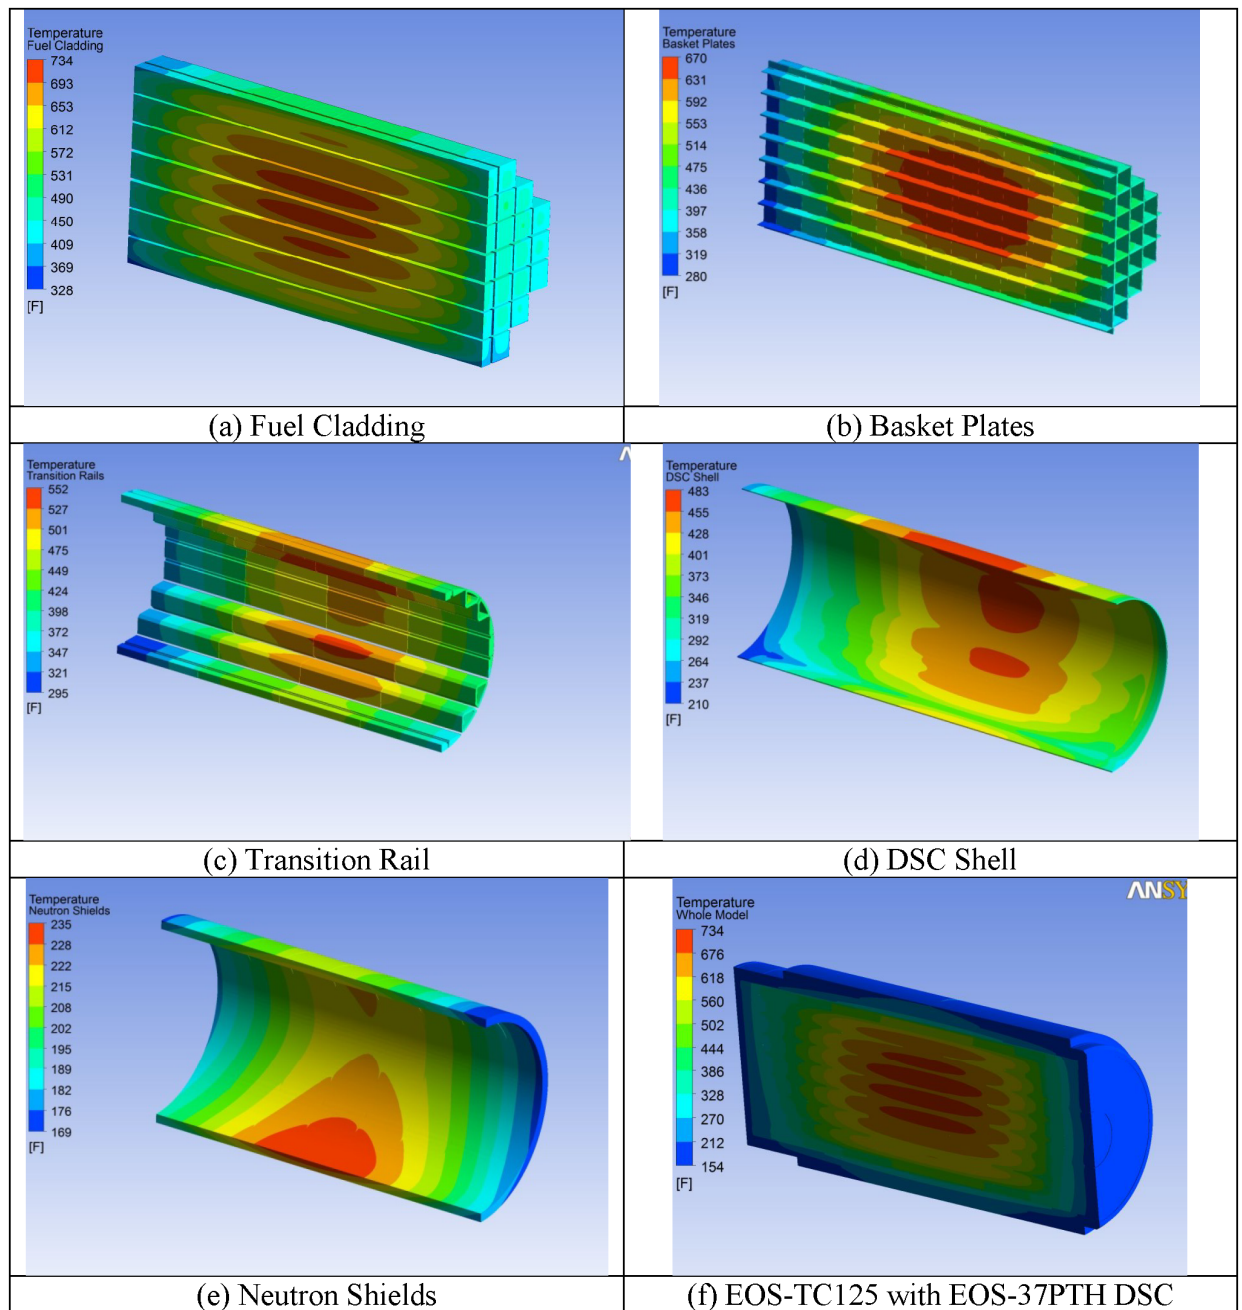 Temperature
Fuel Cladding
734
693
653
612
572
531
490
450
409
369
328
[F]
(a) Fuel Cladding
Temperature
Basket Plates
670
631
592
553
514
475
436
397
358
319
280
[F]
(b) Basket Plates
Temperature
Transition Rails
552
527
501
475
449
424
398
372
347
321
295
[F]
(c) Transition Rail
Temperature
DSC Shell
483
455
428
401
373
346
319
292
264
237
210
[F]
(d) DSC Shell
Temperature
Neutron Shields
235
228
222
215
208
202
195
189
182
176
169
[F]
(e) Neutron Shields
ANSY
Temperature
Whole Model
734
676
618
560
502
444
386
328
270
212
154
[F]
(f) EOS-TC125 with EOS-37PTH DSC